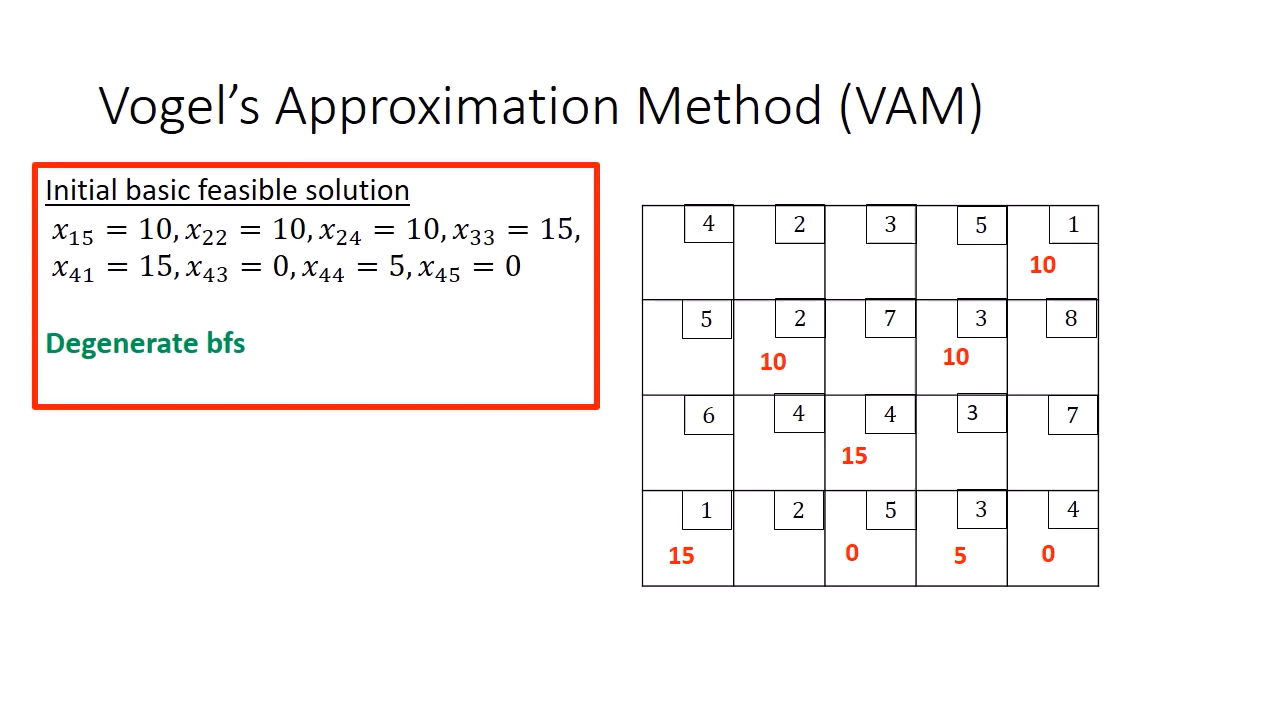 Vogel’s Approximation Method (VAM)
Initial basic feasible solution
𝑥₁₅ = 10, 𝑥₂₂ = 10, 𝑥₂₄ = 10, 𝑥₃₃ = 15,
𝑥₄₁ = 15, 𝑥₄₃ = 0, 𝑥₄₄ = 5, 𝑥₄₅ = 0
Degenerate bfs
4 2 3 5 1
10
5 2 7 3 8
10 10
6 4 4 3 7
15
1 2 5 3 4
15 0 5 0